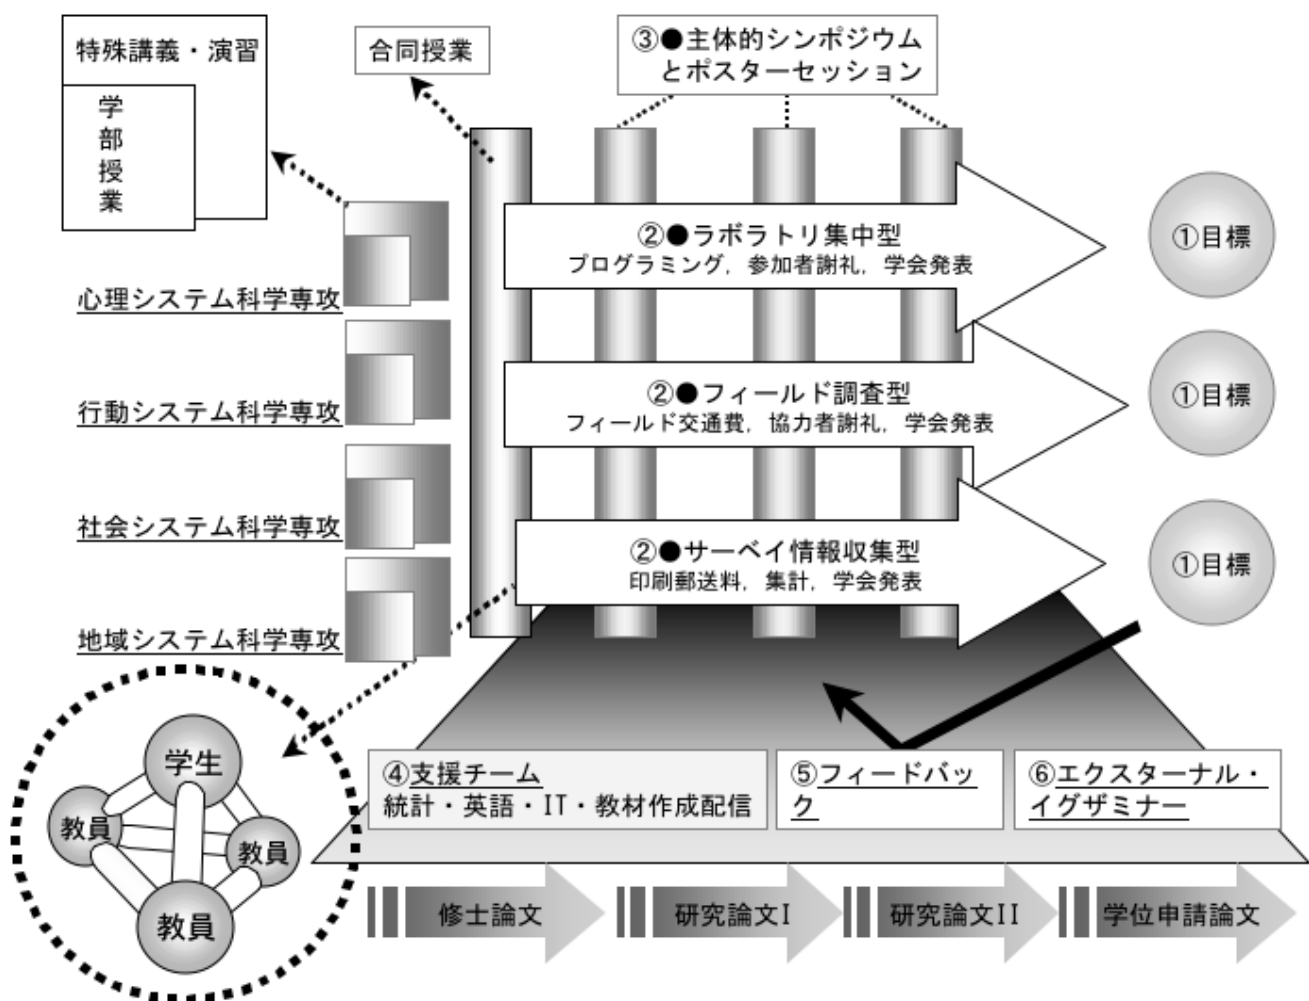 特殊講義・演習
学
部
授
業
合同授業
③●主体的シンポジウム
とポスターセッション
②●ラボラトリ集中型
プログラミング，参加者謝礼，学会発表
①目標
心理システム科学専攻
②●フィールド調査型
フィールド交通費，協力者謝礼，学会発表
①目標
行動システム科学専攻
社会システム科学専攻
②●サーベイ情報収集型
印刷郵送料，集計，学会発表
①目標
地域システム科学専攻
学生
教員
教員
教員
④支援チーム
統計・英語・IT・教材作成配信
⑤フィードバッ
ク
⑥エクスターナル・
イグザミナー
修士論文
研究論文I
研究論文II
学位申請論文